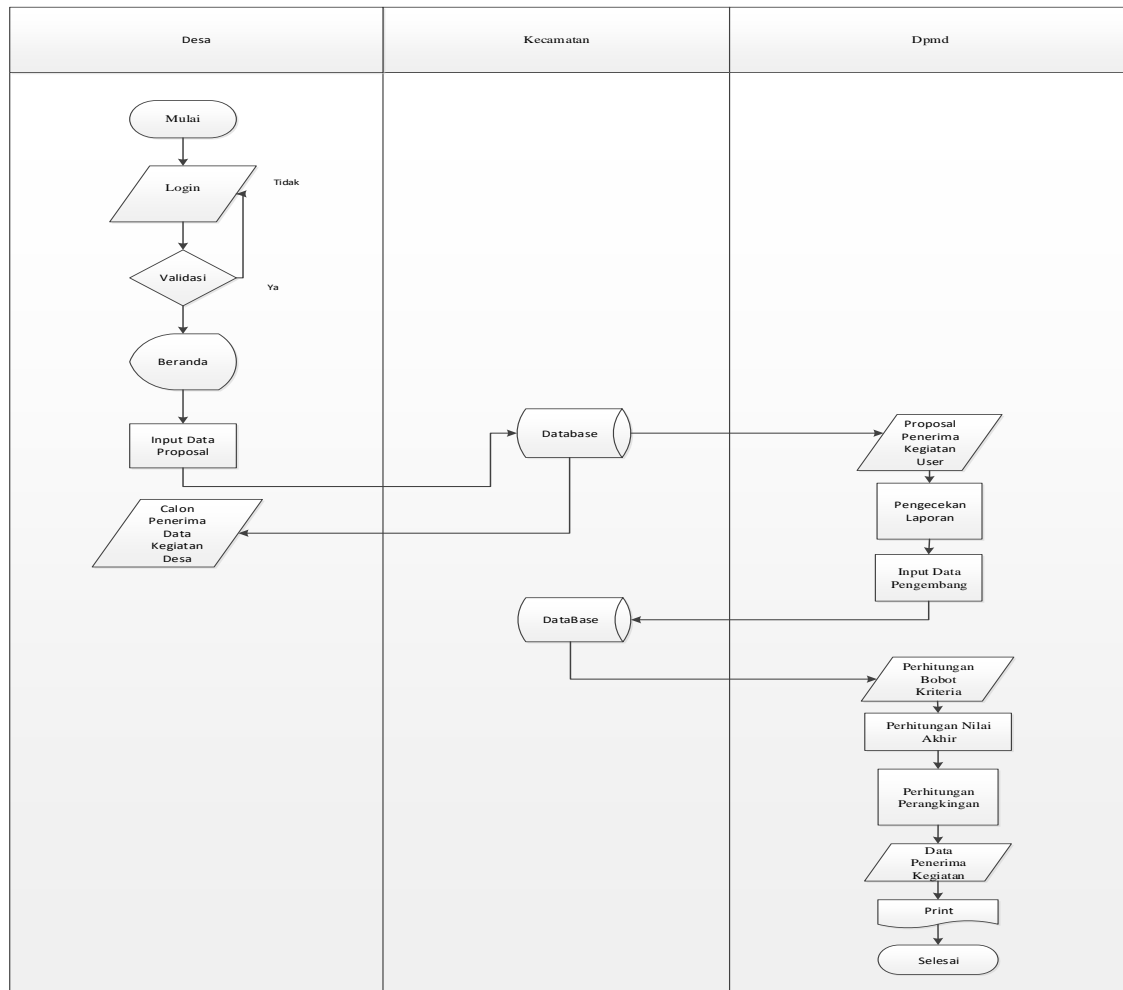 Desa
Kecamatan
Dpmd
Mulai
Login
Tidak
Validasi
Ya
Beranda
Input Data
Proposal
Calon
Penerima
Data
Kegiatan
Desa
Database
DataBase
Proposal
Penerima
Kegiatan
User
Pengecekan
Laporan
Input Data
Pengembang
Perhitungan
Bobot
Kriteria
Perhitungan Nilai
Akhir
Perhitungan
Perangkingan
Data
Penerima
Kegiatan
Print
Selesai